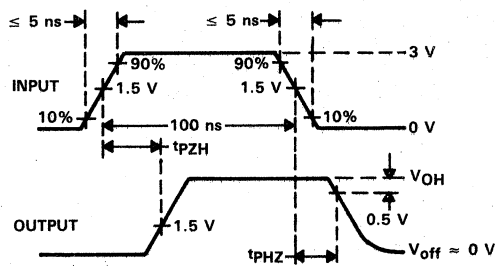 ≤ 5 ns
≤ 5 ns
3 V
90%
90%
INPUT
1.5 V
1.5 V
10%
10%
0 V
100 ns
tPZH
VOH
0.5 V
OUTPUT
1.5 V
Voff ≈ 0 V
tPHZ